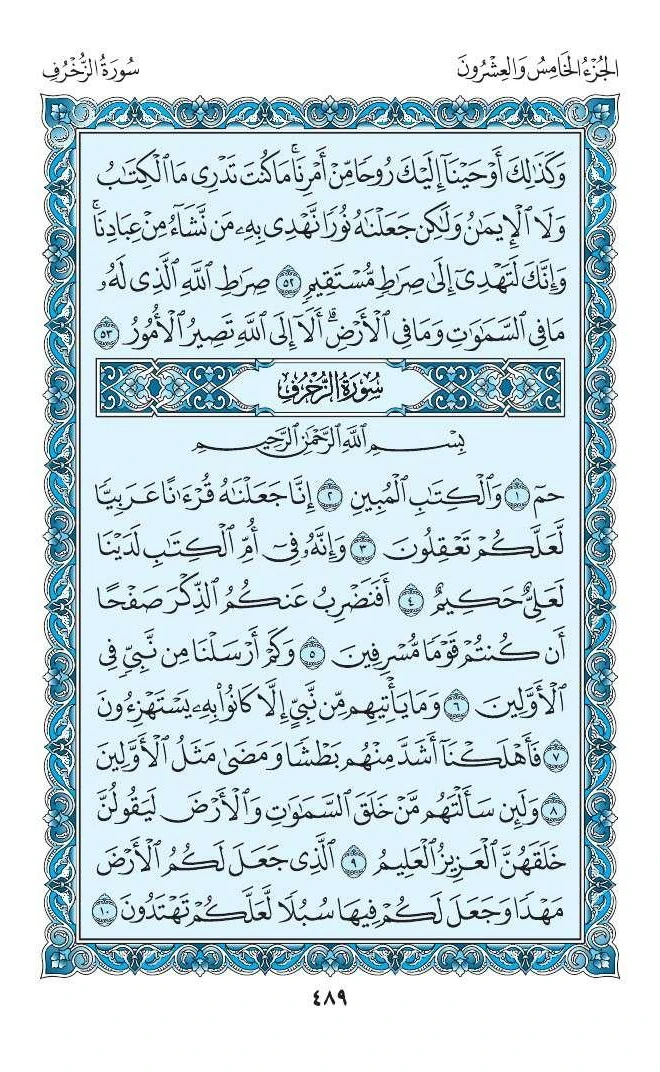 الجُزْءُ الخَامِسُ وَالعِشْرُونَ
سُورَةُ الزُّخْرُفِ
وَكَذَٰلِكَ أَوۡحَيۡنَآ إِلَيۡكَ رُوحٗا مِّنۡ أَمۡرِنَاۚ مَا كُنتَ تَدۡرِي مَا ٱلۡكِتَٰبُ
وَلَا ٱلۡإِيمَٰنُ وَلَٰكِن جَعَلۡنَٰهُ نُورٗا نَّهۡدِي بِهِۦ مَن نَّشَآءُ مِنۡ عِبَادِنَاۚ
وَإِنَّكَ لَتَهۡدِيٓ إِلَىٰ صِرَٰطٖ مُّسۡتَقِيمٖ ٥٢ صِرَٰطِ ٱللَّهِ ٱلَّذِي لَهُۥ
مَا فِي ٱلسَّمَٰوَٰتِ وَمَا فِي ٱلۡأَرۡضِۗ أَلَآ إِلَى ٱللَّهِ تَصِيرُ ٱلۡأُمُورُ ٥٣
سُورَةُ الزُّخْرُفِ
بِسۡمِ ٱللَّهِ ٱلرَّحۡمَٰنِ ٱلرَّحِيمِ
حمٓ ١ وَٱلۡكِتَٰبِ ٱلۡمُبِينِ ٢ إِنَّا جَعَلۡنَٰهُ قُرۡءَٰنًا عَرَبِيّٗا
لَّعَلَّكُمۡ تَعۡقِلُونَ ٣ وَإِنَّهُۥ فِيٓ أُمِّ ٱلۡكِتَٰبِ لَدَيۡنَا
لَعَلِيٌّ حَكِيمٌ ٤ أَفَنَضۡرِبُ عَنكُمُ ٱلذِّكۡرَ صَفۡحًا
أَن كُنتُمۡ قَوۡمٗا مُّسۡرِفِينَ ٥ وَكَمۡ أَرۡسَلۡنَا مِن نَّبِيّٖ فِي
ٱلۡأَوَّلِينَ ٦ وَمَا يَأۡتِيهِم مِّن نَّبِيٍّ إِلَّا كَانُواْ بِهِۦ يَسۡتَهۡزِءُونَ
٧ فَأَهۡلَكۡنَآ أَشَدَّ مِنۡهُم بَطۡشٗا وَمَضَىٰ مَثَلُ ٱلۡأَوَّلِينَ
٨ وَلَئِن سَأَلۡتَهُم مَّنۡ خَلَقَ ٱلسَّمَٰوَٰتِ وَٱلۡأَرۡضَ لَيَقُولُنَّ
خَلَقَهُنَّ ٱلۡعَزِيزُ ٱلۡعَلِيمُ ٩ ٱلَّذِي جَعَلَ لَكُمُ ٱلۡأَرۡضَ
مَهۡدٗا وَجَعَلَ لَكُمۡ فِيهَا سُبُلٗا لَّعَلَّكُمۡ تَهۡتَدُونَ ١٠
٤٨٩